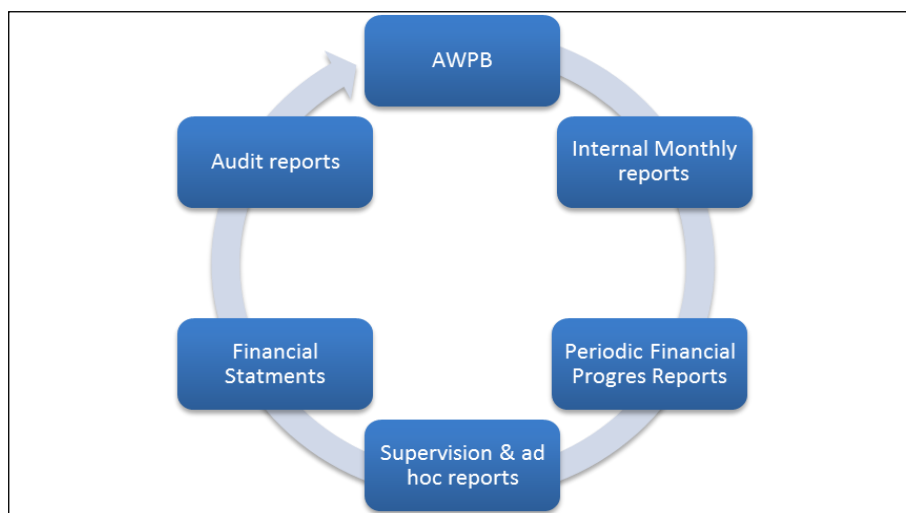 AWPB
Internal Monthly
reports
Periodic Financial
Progres Reports
Supervision & ad
hoc reports
Financial
Statments
Audit reports